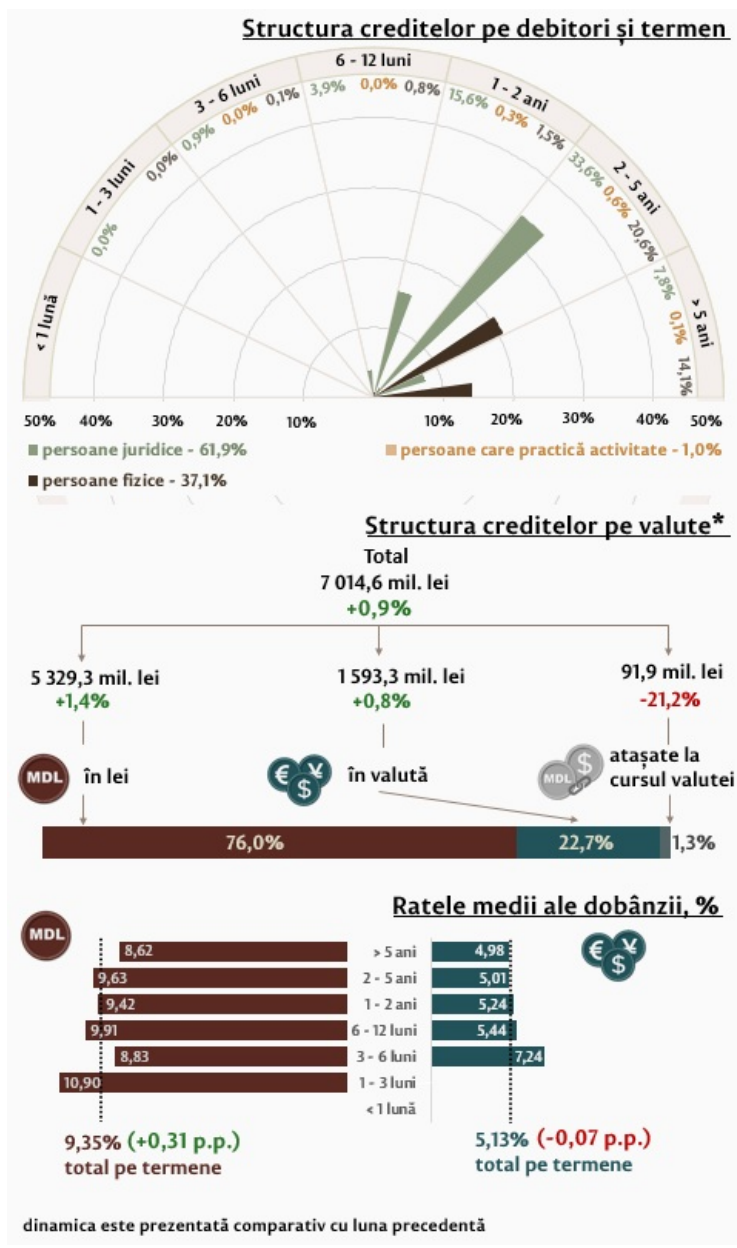 Structura creditelor pe debitori și termen
< 1 lună
1 - 3 luni
3 - 6 luni
6 - 12 luni
1 - 2 ani
2 - 5 ani
> 5 ani
0,0%
0,0%
0,9%
0,0%
0,1%
3,9%
0,0%
0,8%
15,6%
0,3%
1,5%
33,6%
0,6%
20,6%
7,8%
0,1%
14,1%
50% 40% 30% 20% 10% 10% 20% 30% 40% 50%
persoane juridice - 61,9%
persoane care practică activitate - 1,0%
persoane fizice - 37,1%
Structura creditelor pe valute*
Total
7 014,6 mil. lei
+0,9%
5 329,3 mil. lei
+1,4%
1 593,3 mil. lei
+0,8%
91,9 mil. lei
-21,2%
MDL
în lei
€ ¥ $
în valută
MDL $
atașate la
cursul valutei
76,0% 22,7% 1,3%
Ratele medii ale dobânzii, %
MDL
€ ¥ $
8,62 > 5 ani 4,98
9,63 2 - 5 ani 5,01
9,42 1 - 2 ani 5,24
9,91 6 - 12 luni 5,44
8,83 3 - 6 luni 7,24
10,90 1 - 3 luni
< 1 lună
9,35% (+0,31 p.p.)
total pe termene
5,13% (-0,07 p.p.)
total pe termene
dinamica este prezentată comparativ cu luna precedentă